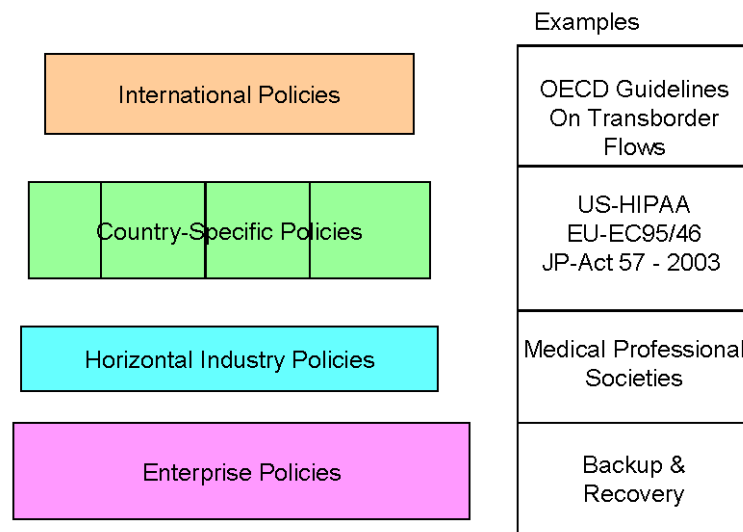 Examples
International Policies
OECD Guidelines
On Transborder
Flows
Country-Specific Policies
US-HIPAA
EU-EC95/46
JP-Act 57 - 2003
Horizontal Industry Policies
Medical Professional
Societies
Enterprise Policies
Backup &
Recovery